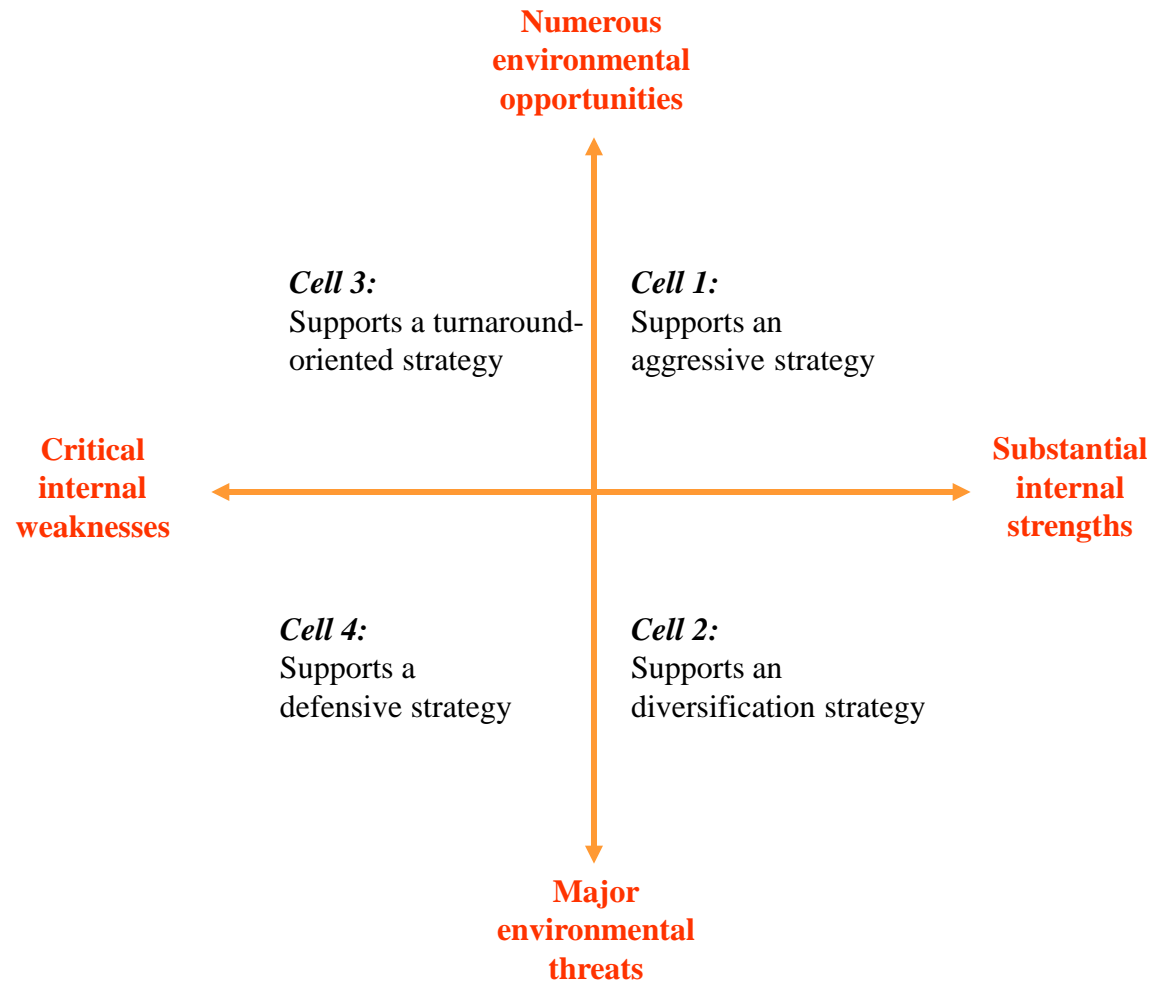 Numerous
environmental
opportunities
Cell 3:
Supports a turnaround-
oriented strategy
Cell 1:
Supports an
aggressive strategy
Critical
internal
weaknesses
Substantial
internal
strengths
Cell 4:
Supports a
defensive strategy
Cell 2:
Supports an
diversification strategy
Major
environmental
threats